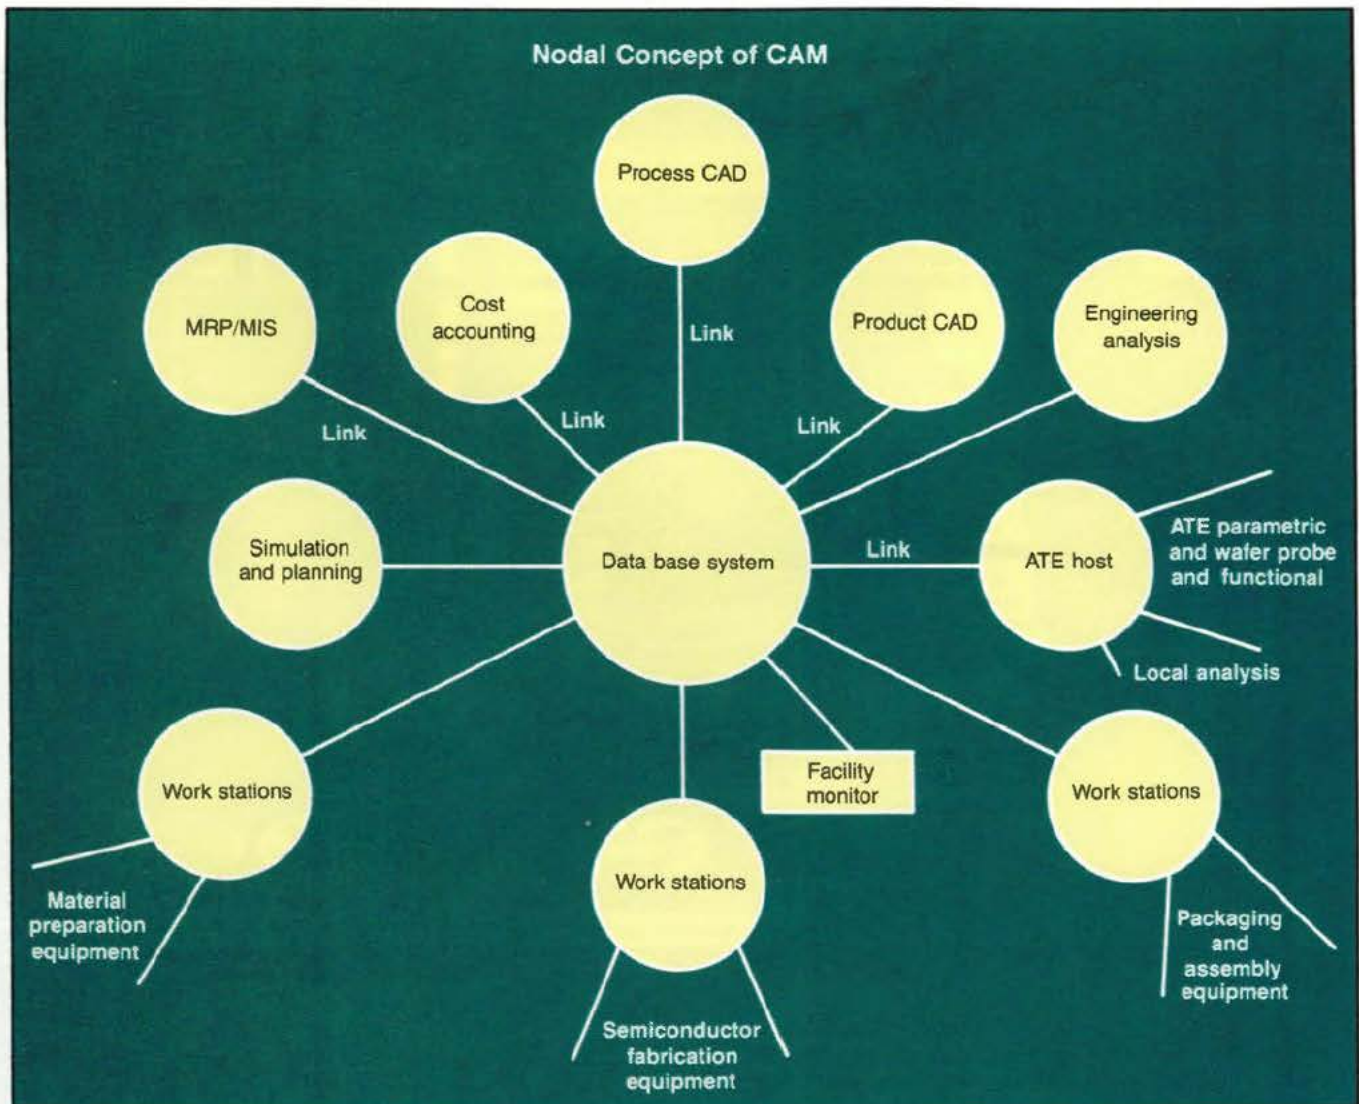 Nodal Concept of CAM
Process CAD
MRP/MIS
Cost
accounting
Product CAD
Engineering
analysis
Link
Link
Link
Link
Simulation
and planning
Data base system
Link
ATE host
ATE parametric
and wafer probe
and functional
Local analysis
Work stations
Facility
monitor
Work stations
Work stations
Material
preparation
equipment
Packaging
and
assembly
equipment
Semiconductor
fabrication
equipment